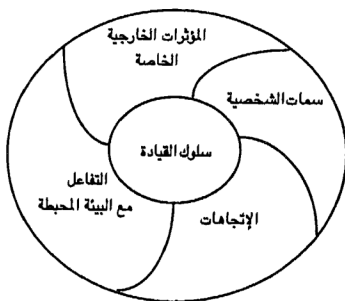 المؤثرات الخارجية
الخاصة
سمات الشخصية
سلوك القيادة
التفاعل
مع البيئة المحيطة
الإتجاهات